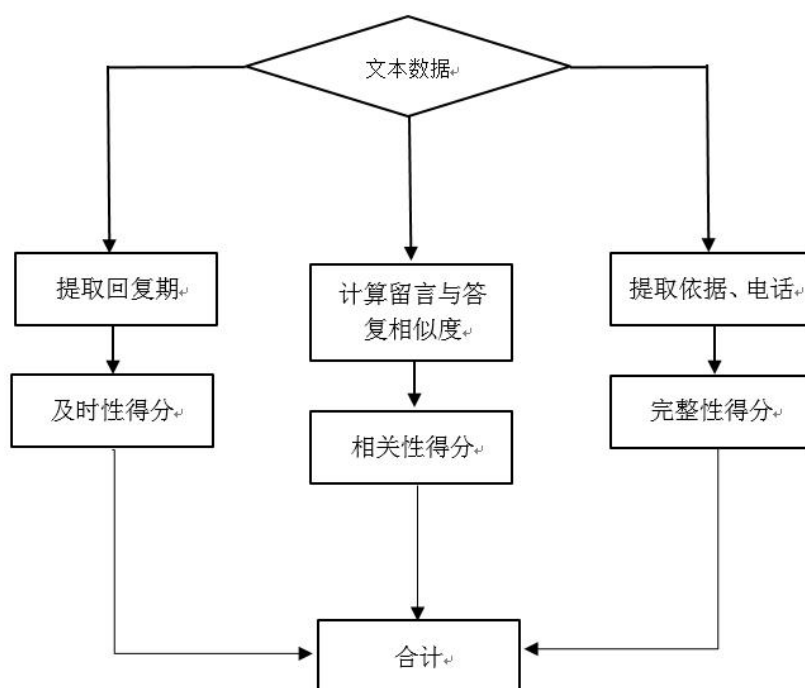 文本数据
提取回复期
计算留言与答
复相似度
提取依据、电话
及时性得分
相关性得分
完整性得分
合计